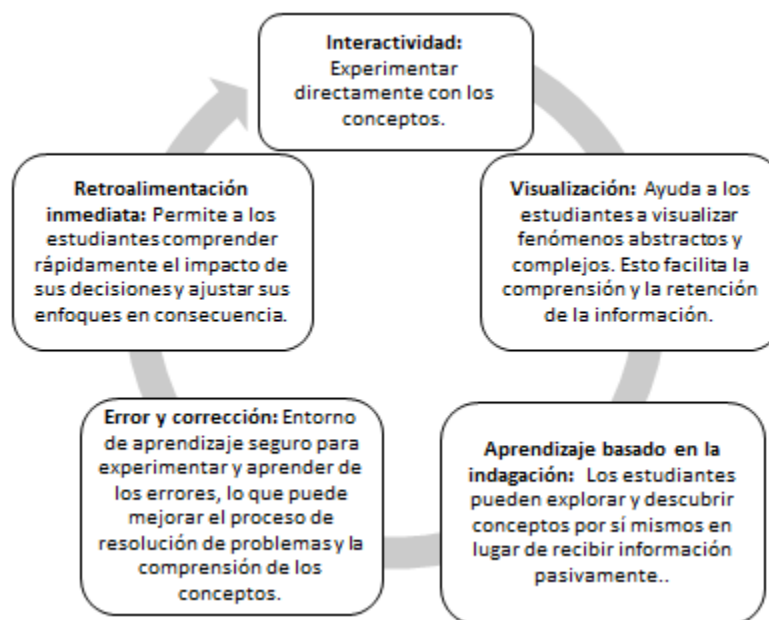 Interactividad:
Experimentar
directamente con los
conceptos.
Visualización: Ayuda a los
estudiantes a visualizar
fenómenos abstractos y
complejos. Esto facilita la
comprensión y la retención
de la información.
Aprendizaje basado en la
indagación: Los estudiantes
pueden explorar y descubrir
conceptos por sí mismos en
lugar de recibir información
pasivamente..
Error y corrección: Entorno
de aprendizaje seguro para
experimentar y aprender de
los errores, lo que puede
mejorar el proceso de
resolución de problemas y la
comprensión de los
conceptos.
Retroalimentación
inmediata: Permite a los
estudiantes comprender
rápidamente el impacto de
sus decisiones y ajustar sus
enfoques en consecuencia.